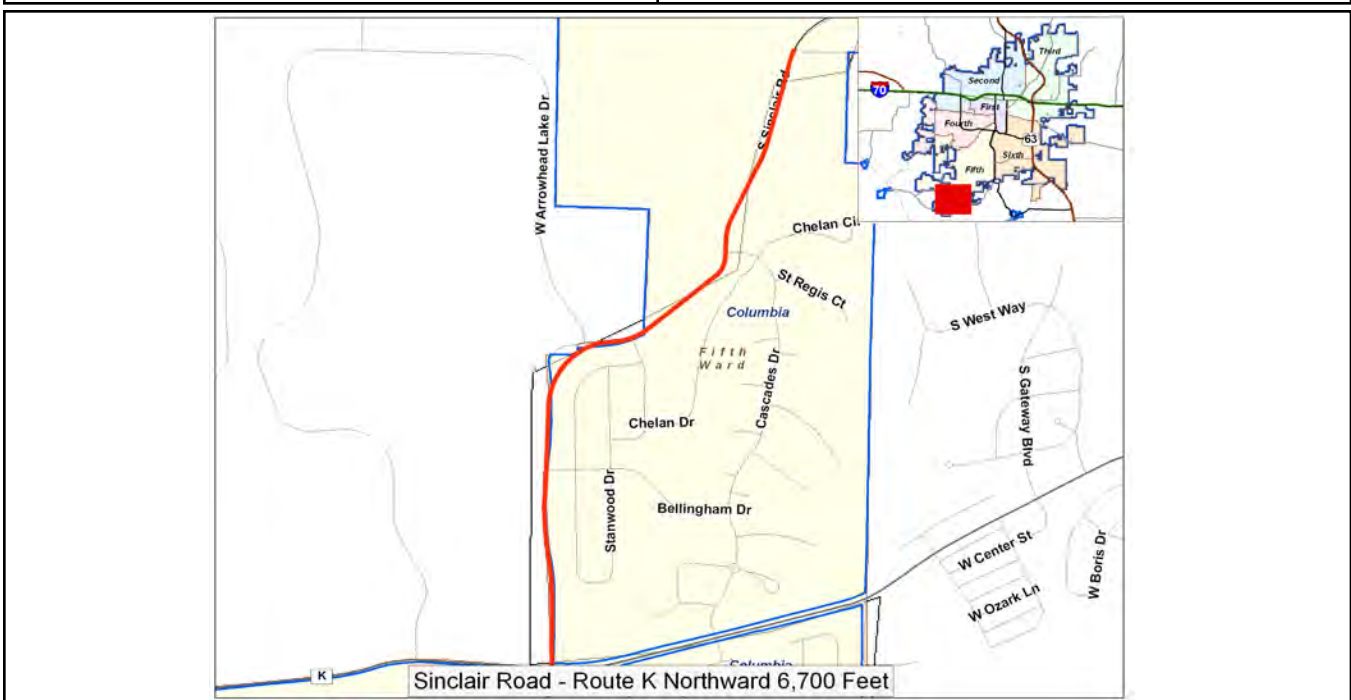 Third
Second
70
First
Fourth
63
Sixth
Fifth
S Sinclair Rd
W Arrowhead Lake Dr
Chelan Cir
St Regis Ct
Columbia
S West Way
Fifth
Ward
S Gateway Blvd
Cascades Dr
Chelan Dr
Stanwood Dr
Bellingham Dr
W Center St
W Boris Dr
W Ozark Ln
Columbia
K
Sinclair Road - Route K Northward 6,700 Feet